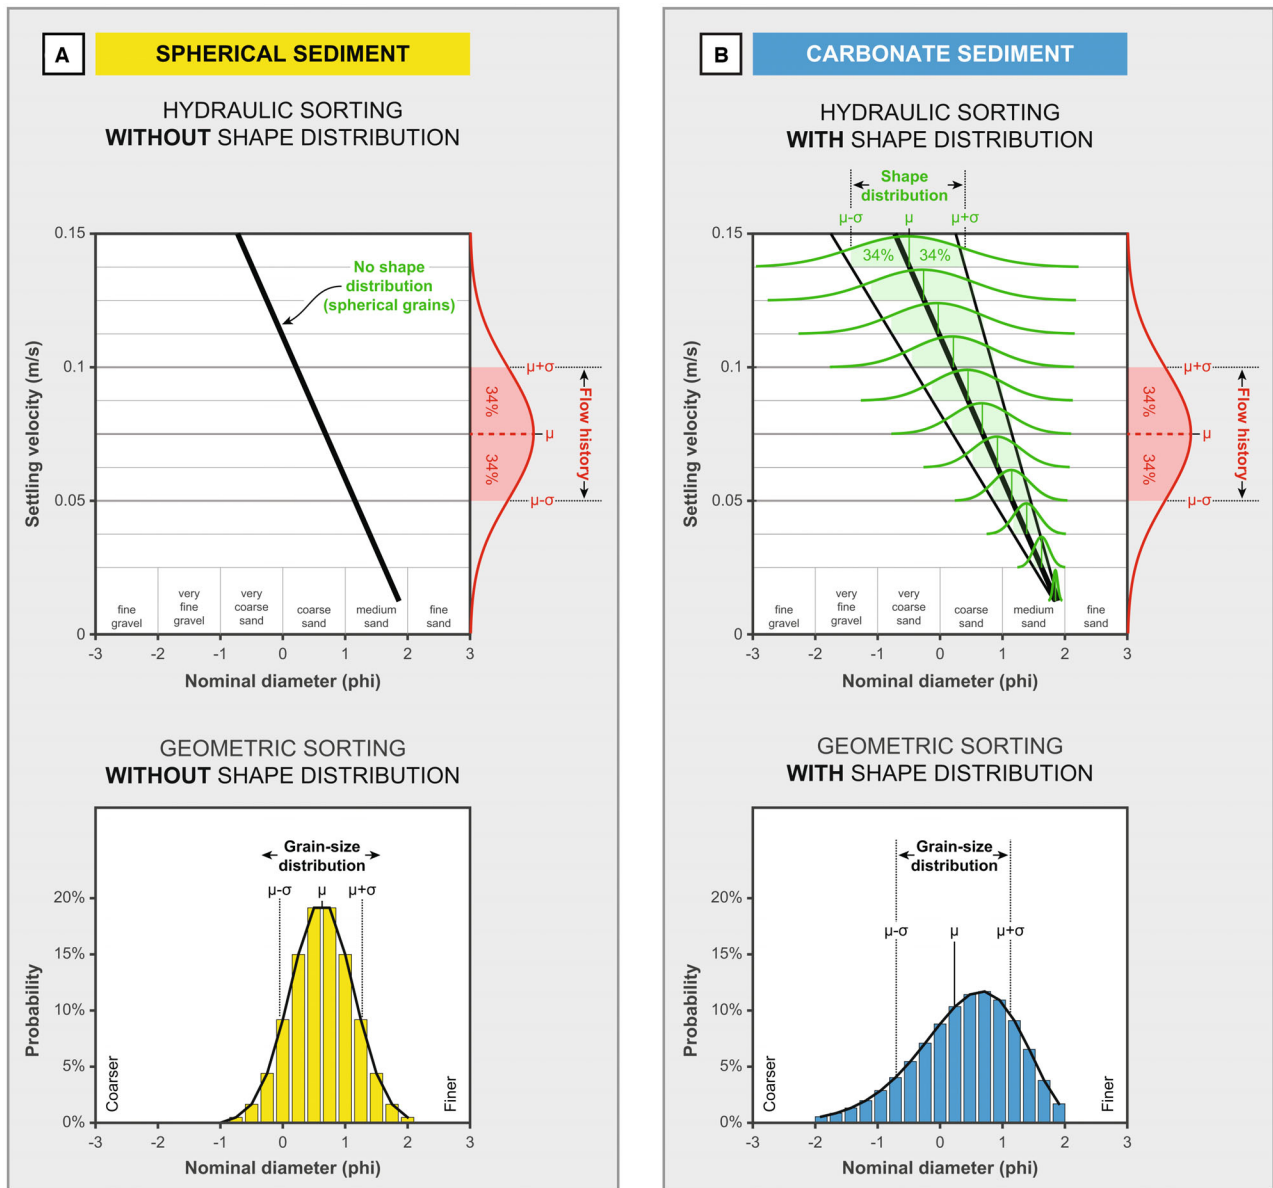 A
SPHERICAL SEDIMENT
HYDRAULIC SORTING
WITHOUT SHAPE DISTRIBUTION
0.15
0.1
0.05
0
Settling velocity (m/s)
No shape
distribution
(spherical grains)
μ+σ
34%
μ
34%
μ-σ
Flow history
fine
gravel
very
fine
gravel
very
coarse
sand
coarse
sand
medium
sand
fine
sand
-3 -2 -1 0 1 2 3
Nominal diameter (phi)
GEOMETRIC SORTING
WITHOUT SHAPE DISTRIBUTION
Grain-size
distribution
μ-σ μ μ+σ
20%
15%
10%
5%
0%
Probability
Coarser
Finer
-3 -2 -1 0 1 2 3
Nominal diameter (phi)
B
CARBONATE SEDIMENT
HYDRAULIC SORTING
WITH SHAPE DISTRIBUTION
Shape
distribution
μ-σ μ μ+σ
34% 34%
0.15
0.1
0.05
0
Settling velocity (m/s)
μ+σ
34%
μ
34%
μ-σ
Flow history
fine
gravel
very
fine
gravel
very
coarse
sand
coarse
sand
medium
sand
fine
sand
-3 -2 -1 0 1 2 3
Nominal diameter (phi)
GEOMETRIC SORTING
WITH SHAPE DISTRIBUTION
Grain-size
distribution
μ-σ μ μ+σ
20%
15%
10%
5%
0%
Probability
Coarser
Finer
-3 -2 -1 0 1 2 3
Nominal diameter (phi)